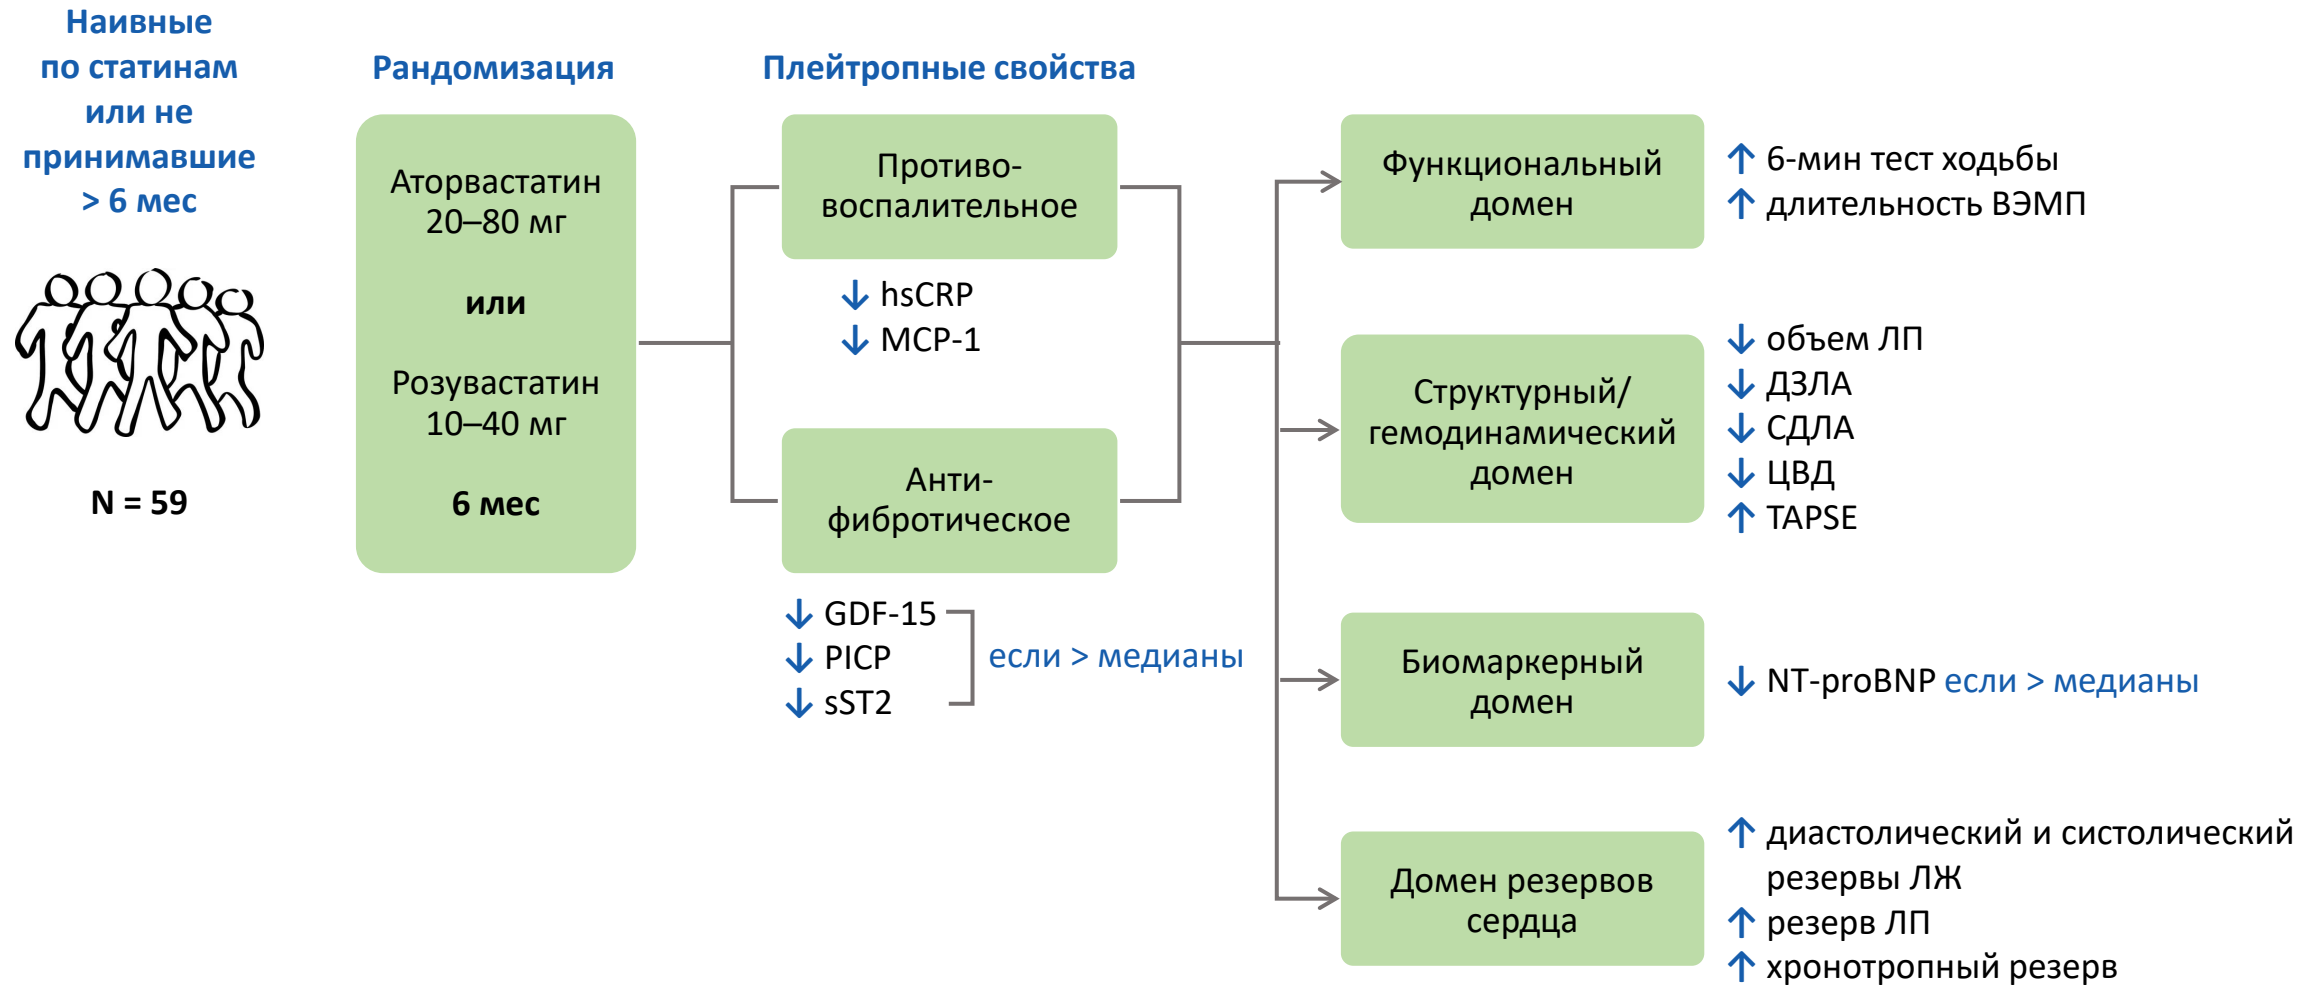 Наивные
по статинам
или не
принимавшие
> 6 мес
N = 59
Рандомизация
Аторвастатин
20–80 мг
или
Розувастатин
10–40 мг
6 мес
Плейтропные свойства
Противо-
воспалительное
↓ hsCRP
↓ MCP-1
Анти-
фибротическое
↓ GDF-15
↓ PICP
↓ sST2
если > медианы
Функциональный
домен
↑ 6-мин тест ходьбы
↑ длительность ВЭМП
Структурный/
гемодинамический
домен
↓ объем ЛП
↓ ДЗЛА
↓ СДЛА
↓ ЦВД
↑ TAPSE
Биомаркерный
домен
↓ NT-proBNP если > медианы
Домен резервов
сердца
↑ диастолический и систолический
резервы ЛЖ
↑ резерв ЛП
↑ хронотропный резерв